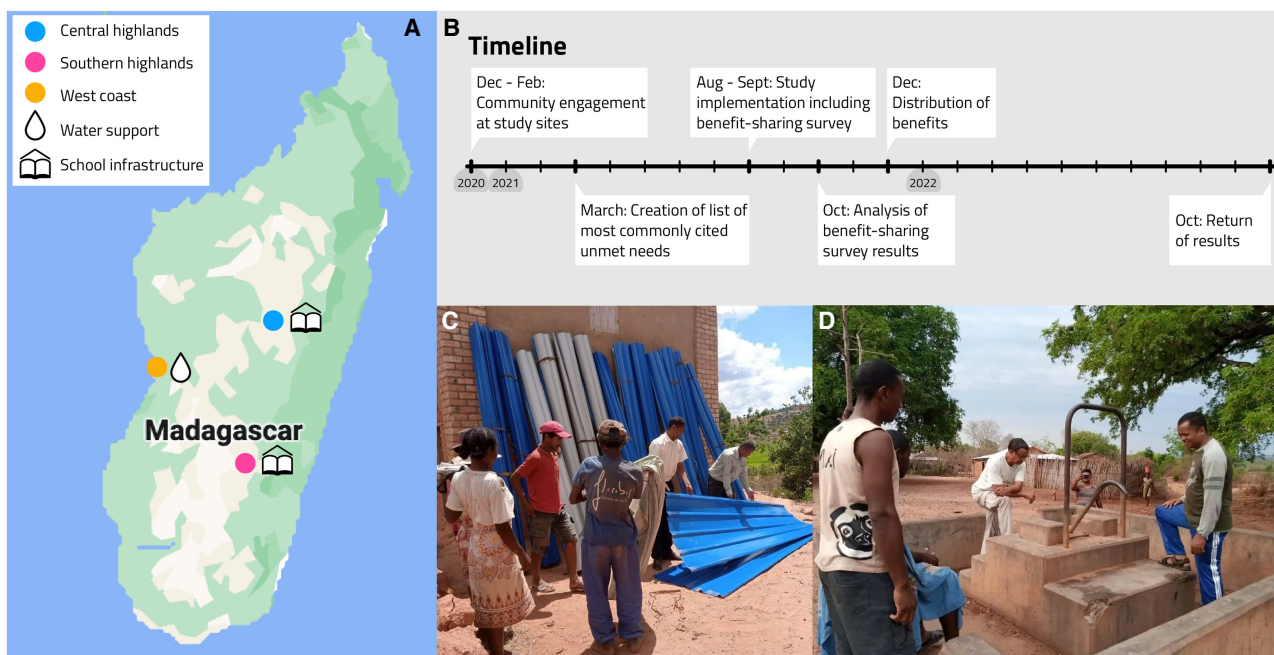 A
Central highlands
Southern highlands
West coast
Water support
School infrastructure
Madagascar
B
Timeline
Dec - Feb:
Community engagement
at study sites
Aug - Sept: Study
implementation including
benefit-sharing survey
Dec:
Distribution of
benefits
2020
2021
2022
March: Creation of list of
most commonly cited
unmet needs
Oct: Analysis of
benefit-sharing
survey results
Oct: Return
of results
C
D